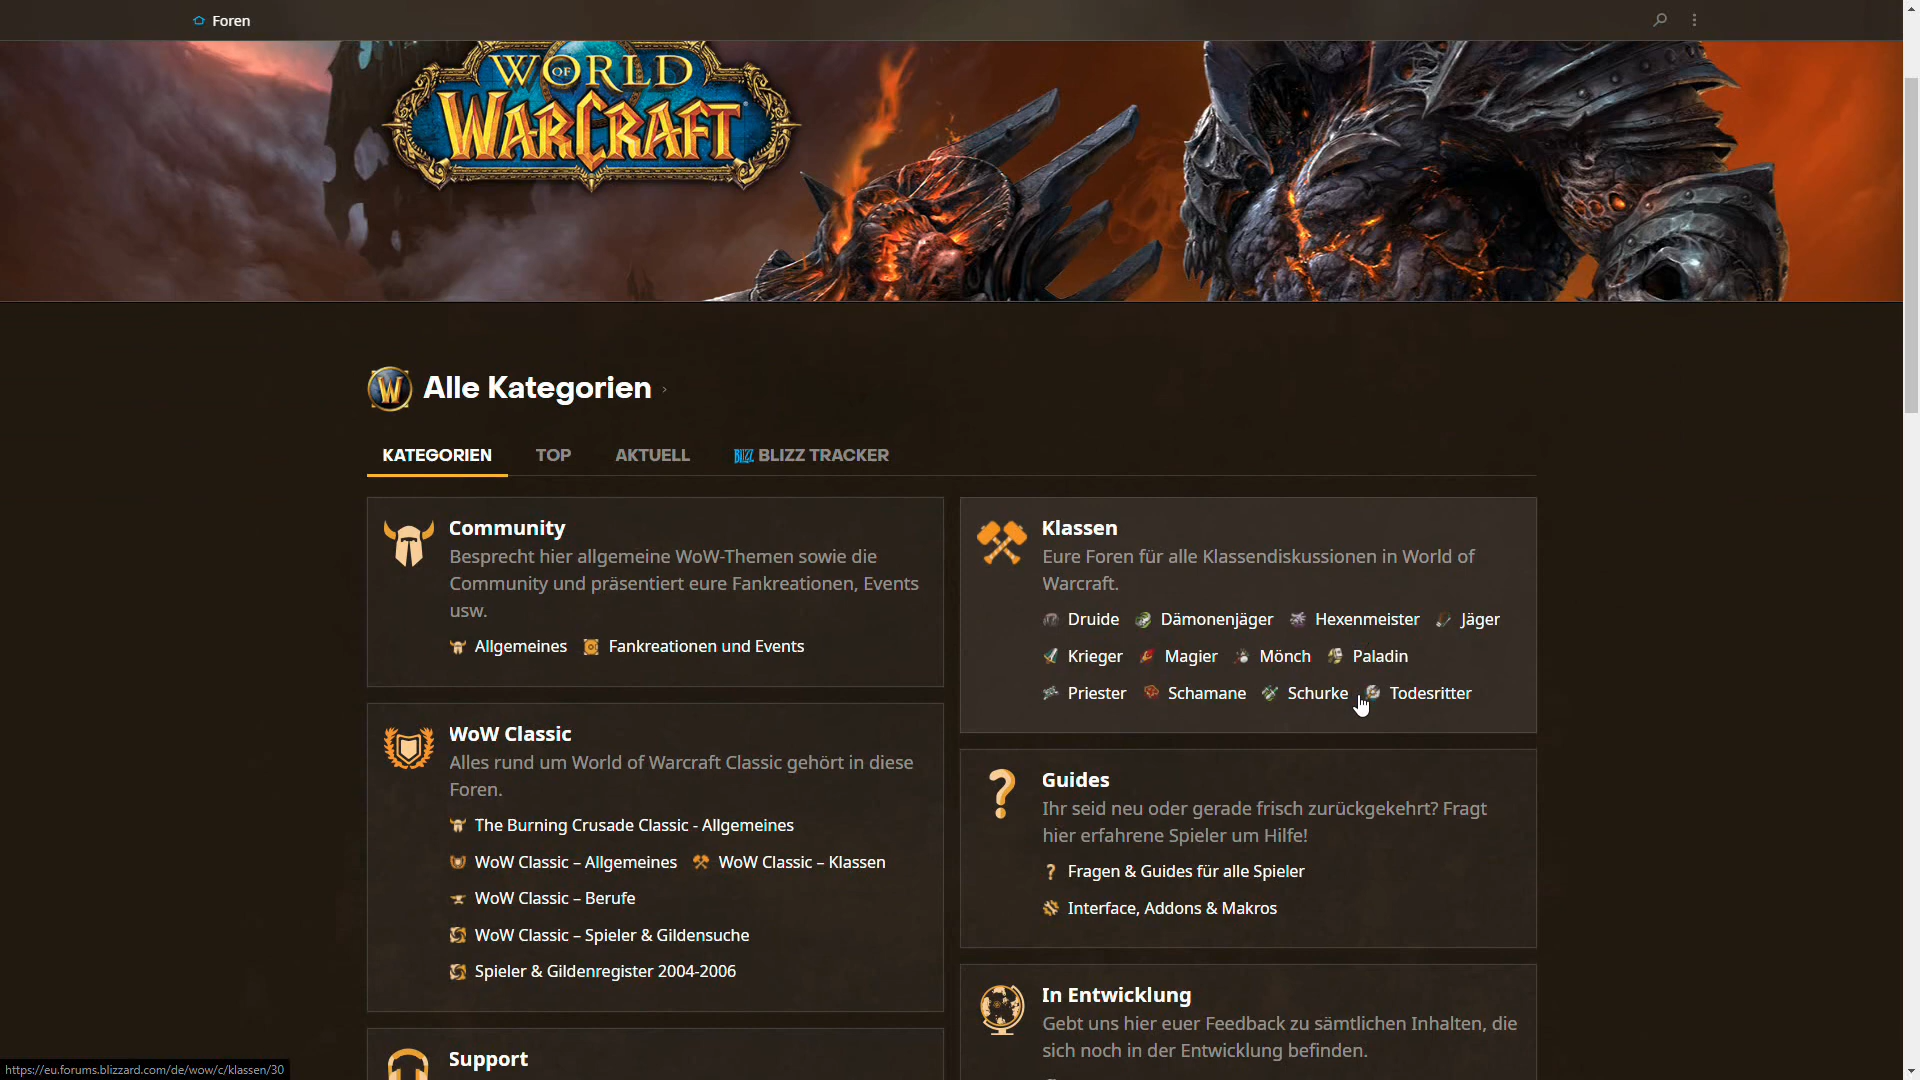 Foren
WORLD
OF
WARCRAFT
Alle Kategorien
KATEGORIEN TOP AKTUELL BLIZZ BLIZZ TRACKER
Community
Besprecht hier allgemeine WoW-Themen sowie die
Community und präsentiert eure Fankreationen, Events
usw.
Allgemeines Fankreationen und Events
WoW Classic
Alles rund um World of Warcraft Classic gehört in diese
Foren.
The Burning Crusade Classic - Allgemeines
WoW Classic – Allgemeines WoW Classic – Klassen
WoW Classic – Berufe
WoW Classic – Spieler & Gildensuche
Spieler & Gildenregister 2004-2006
Support
Klassen
Eure Foren für alle Klassendiskussionen in World of
Warcraft.
Druide Dämonenjäger Hexenmeister Jäger
Krieger Magier Mönch Paladin
Priester Schamane Schurke Todesritter
Guides
Ihr seid neu oder gerade frisch zurückgekehrt? Fragt
hier erfahrene Spieler um Hilfe!
Fragen & Guides für alle Spieler
Interface, Addons & Makros
In Entwicklung
Gebt uns hier euer Feedback zu sämtlichen Inhalten, die
sich noch in der Entwicklung befinden.
https://eu.forums.blizzard.com/de/wow/c/klassen/30